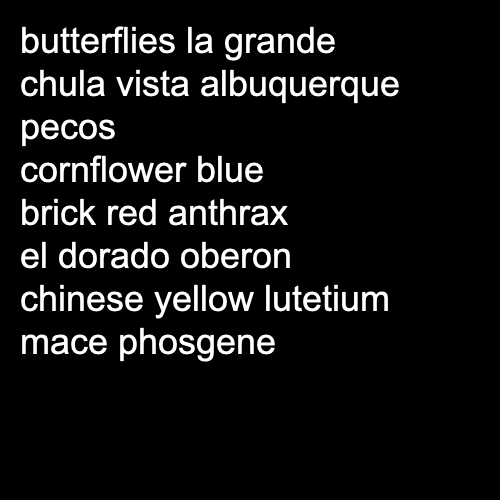 butterflies la grande
chula vista albuquerque
pecos
cornflower blue
brick red anthrax
el dorado oberon
chinese yellow lutetium
mace phosgene